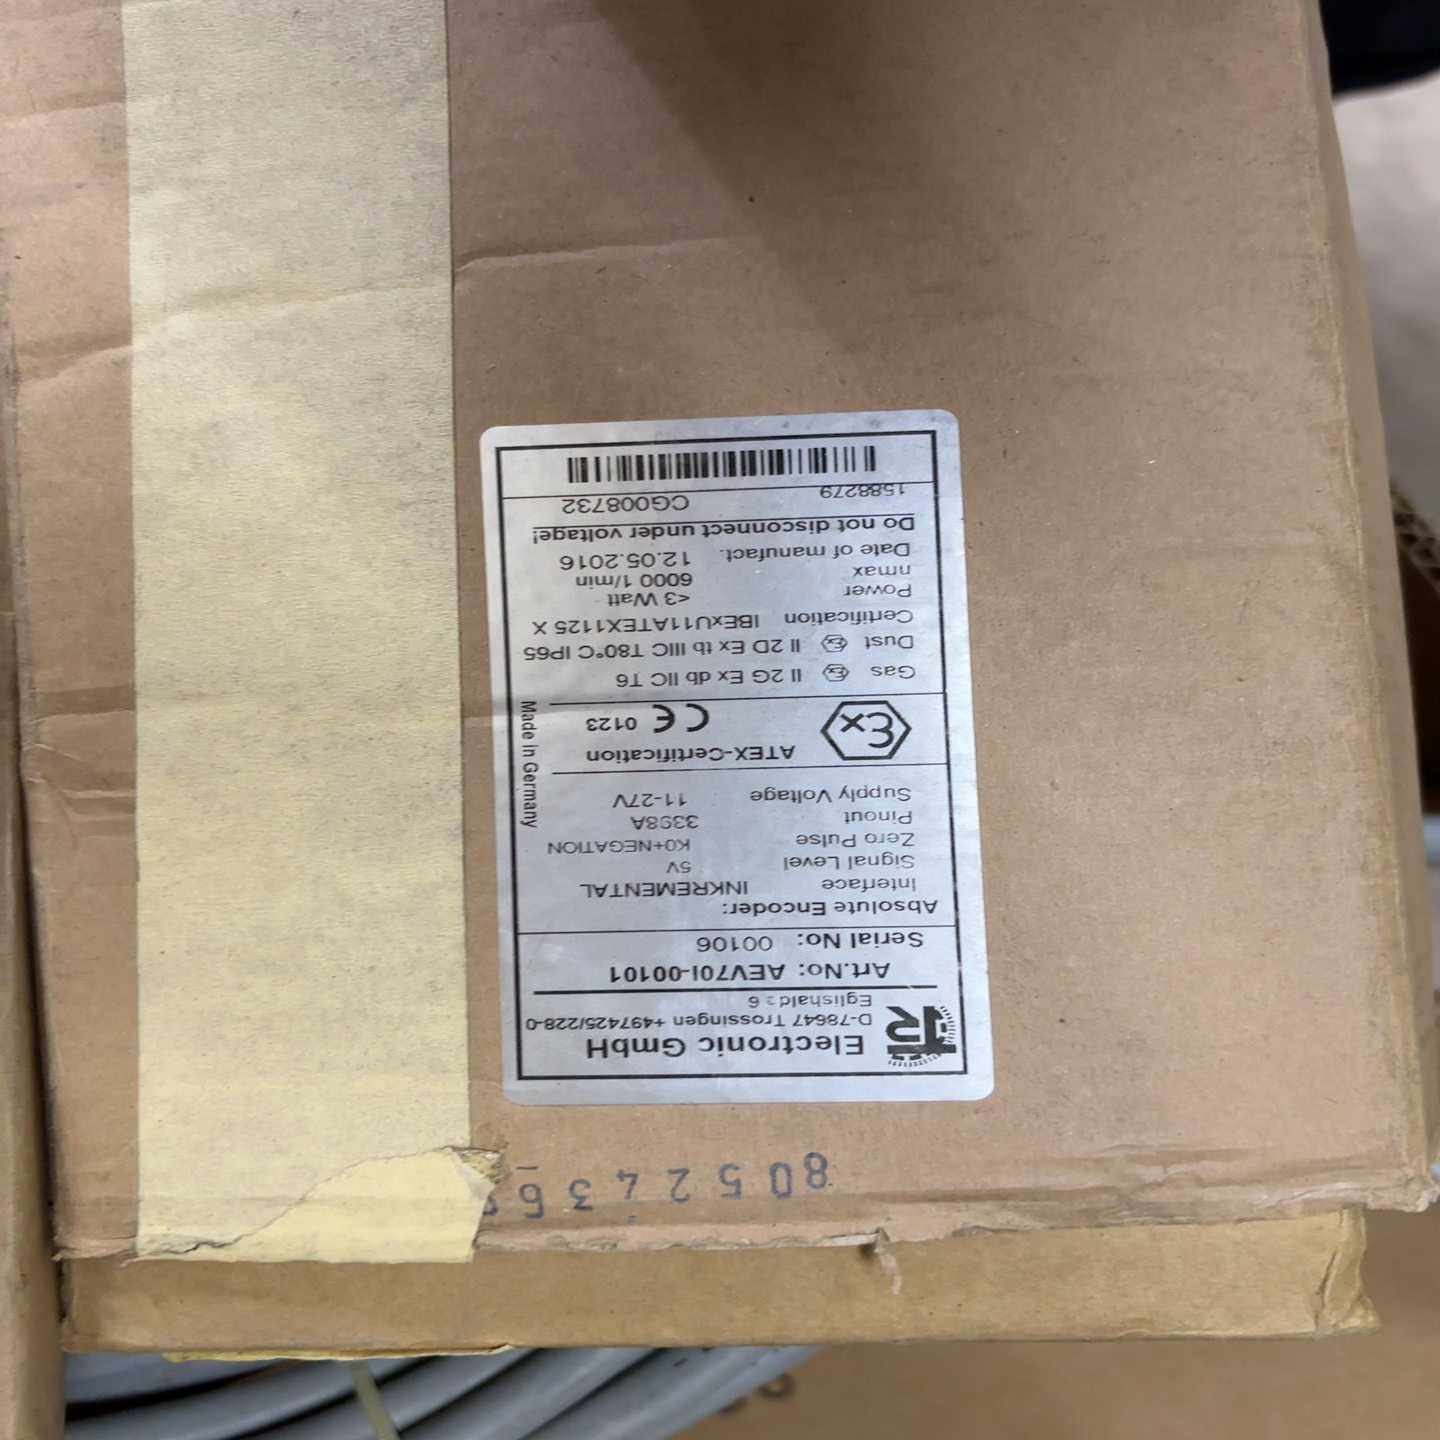 TR
Electronic GmbH
D-78647 Trossingen +497425/228-0
Eglishalde 6
Art.No: AEV70I-00101
Serial No: 00106
Absolute Encoder:
Interface INKREMENTAL
Signal Level 5V
Zero Pulse K0+NEGATION
Pinout 3398A
Supply Voltage 11-27V
Made in Germany
ATEX-Certification
Ex CE 0123
Gas Ex II 2G Ex db IIC T6
Dust Ex II 2D Ex tb IIIC T80°C IP65
Certification IBExU11ATEX1125 X
Power <3 Watt
nmax 6000 1/min
Date of manufact. 12.05.2016
Do not disconnect under voltage!
1588279 CG008732